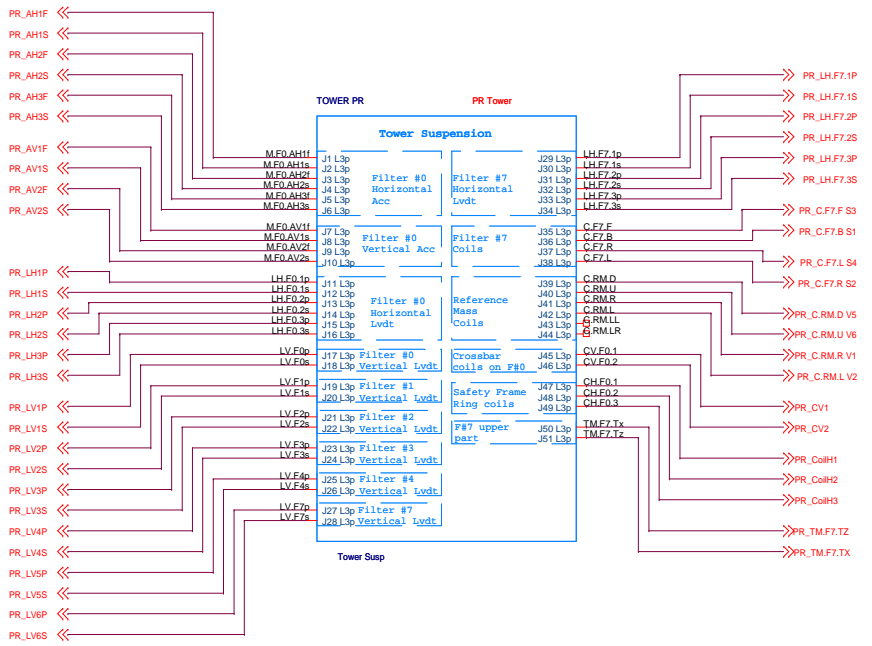 PR_AH1F
PR_AH1S
PR_AH2F
PR_AH2S
PR_AH3F
PR_AH3S
PR_AV1F
PR_AV1S
PR_AV2F
PR_AV2S
PR_LH1P
PR_LH1S
PR_LH2P
PR_LH2S
PR_LH3P
PR_LH3S
PR_LV1P
PR_LV1S
PR_LV2P
PR_LV2S
PR_LV3P
PR_LV3S
PR_LV4P
PR_LV4S
PR_LV5P
PR_LV5S
PR_LV6P
PR_LV6S
TOWER PR
PR Tower
Tower Suspension
M.F0.AH1f
M.F0.AH1s
M.F0.AH2f
M.F0.AH2s
M.F0.AH3f
M.F0.AH3s
M.F0.AV1f
M.F0.AV1s
M.F0.AV2f
M.F0.AV2s
LH.F0.1p
LH.F0.1s
LH.F0.2p
LH.F0.2s
LH.F0.3p
LH.F0.3s
LV.F0p
LV.F0s
LV.F1p
LV.F1s
LV.F2p
LV.F2s
LV.F3p
LV.F3s
LV.F4p
LV.F4s
LV.F7p
LV.F7s
J1 L3p
J2 L3p
J3 L3p
J4 L3p
J5 L3p
J6 L3p
Filter #0
Horizontal
Acc
J7 L3p
J8 L3p
J9 L3p
J10 L3p
Filter #0
Vertical Acc
J11 L3p
J12 L3p
J13 L3p
J14 L3p
J15 L3p
J16 L3p
Filter #0
Horizontal
Lvdt
J17 L3p Filter #0
J18 L3p Vertical Lvdt
J19 L3p Filter #1
J20 L3p Vertical Lvdt
J21 L3p Filter #2
J22 L3p Vertical Lvdt
J23 L3p Filter #3
J24 L3p Vertical Lvdt
J25 L3p Filter #4
J26 L3p Vertical Lvdt
J27 L3p Filter #7
J28 L3p Vertical Lvdt
Filter #7
Horizontal
Lvdt
J29 L3p
J30 L3p
J31 L3p
J32 L3p
J33 L3p
J34 L3p
Filter #7
Coils
J35 L3p
J36 L3p
J37 L3p
J38 L3p
Reference
Mass
Coils
J39 L3p
J40 L3p
J41 L3p
J42 L3p
J43 L3p
J44 L3p
Crossbar
coils on F#0
J45 L3p
J46 L3p
Safety Frame
Ring coils
J47 L3p
J48 L3p
J49 L3p
F#7 upper
part
J50 L3p
J51 L3p
LH.F7.1p
LH.F7.1s
LH.F7.2p
LH.F7.2s
LH.F7.3p
LH.F7.3s
C.F7.F
C.F7.B
C.F7.R
C.F7.L
C.RM.D
C.RM.U
C.RM.R
C.RM.L
C.RM.LL
C.RM.LR
CV.F0.1
CV.F0.2
CH.F0.1
CH.F0.2
CH.F0.3
TM.F7.Tx
TM.F7.Tz
Tower Susp
PR_LH.F7.1P
PR_LH.F7.1S
PR_LH.F7.2P
PR_LH.F7.2S
PR_LH.F7.3P
PR_LH.F7.3S
PR_C.F7.F S3
PR_C.F7.B S1
PR_C.F7.L S4
PR_C.F7.R S2
PR_C.RM.D V5
PR_C.RM.U V6
PR_C.RM.R V1
PR_C.RM.L V2
PR_CV1
PR_CV2
PR_CoilH1
PR_CoilH2
PR_CoilH3
PR_TM.F7.TZ
PR_TM.F7.TX